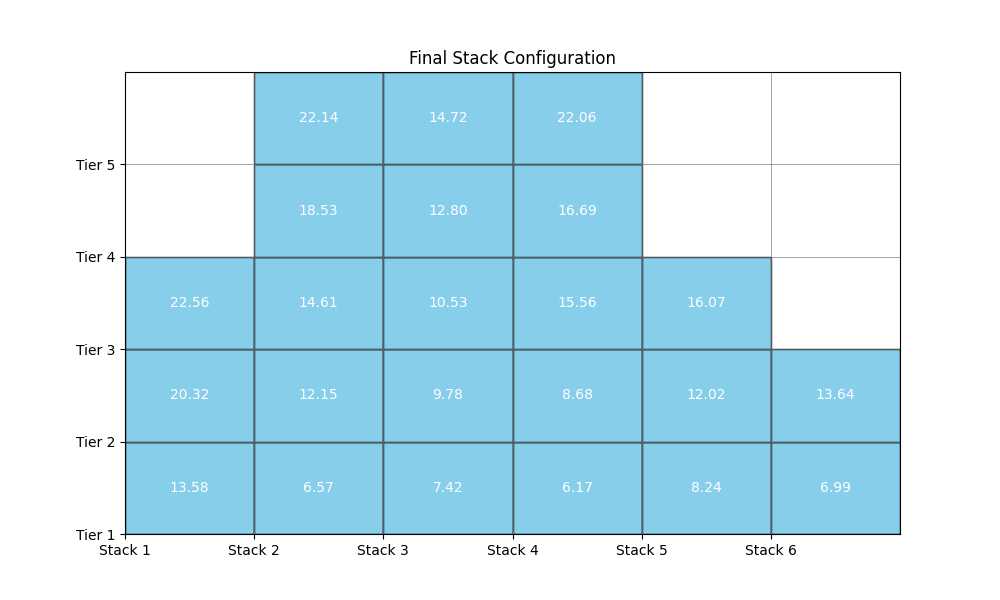 Final Stack Configuration
22.14 14.72 22.06
Tier 5
18.53 12.80 16.69
Tier 4
22.56 14.61 10.53 15.56 16.07
Tier 3
20.32 12.15 9.78 8.68 12.02 13.64
Tier 2
13.58 6.57 7.42 6.17 8.24 6.99
Tier 1
Stack 1 Stack 2 Stack 3 Stack 4 Stack 5 Stack 6